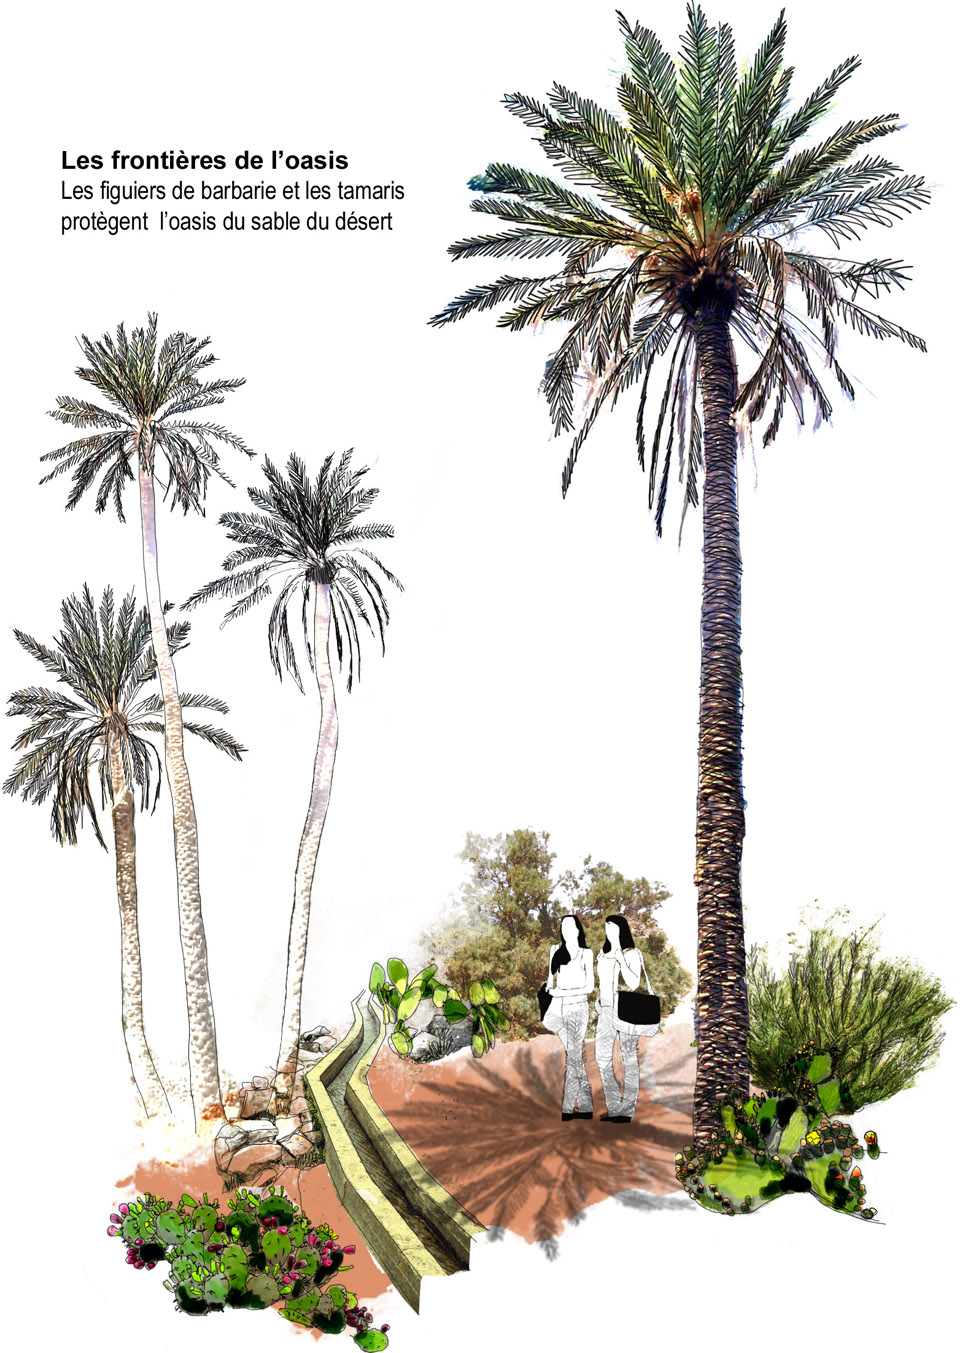 Les frontières de l’oasis
Les figuiers de barbarie et les tamaris
protègent l’oasis du sable du désert